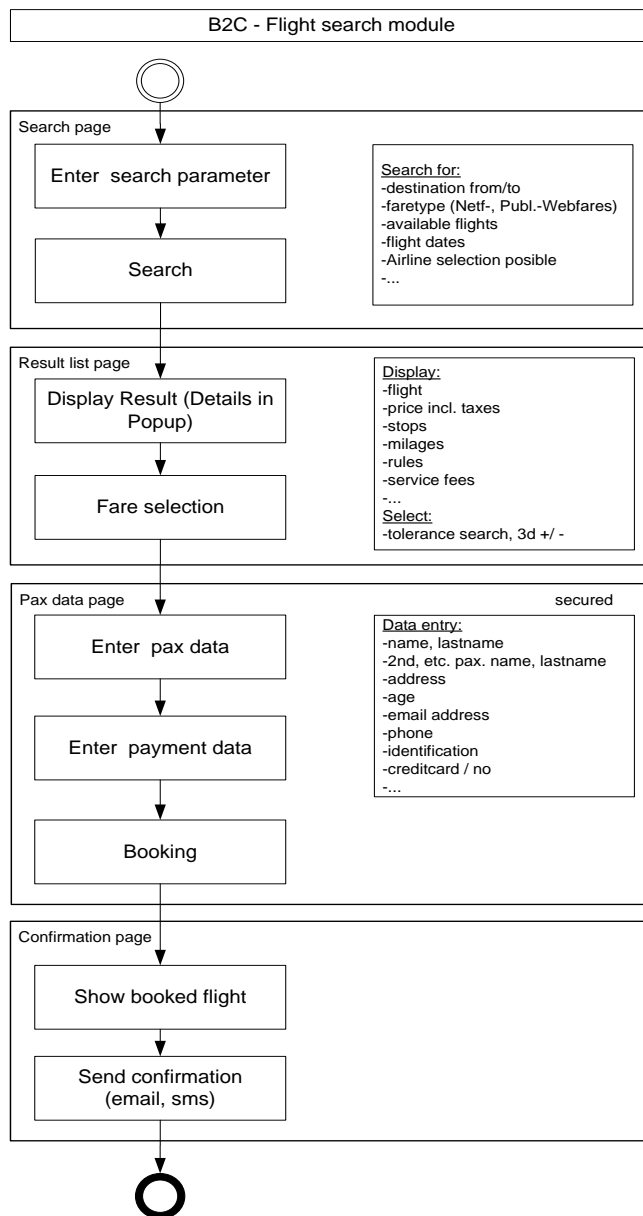 B2C - Flight search module
Search page
Enter search parameter
Search
Search for:
-destination from/to
-faretype (Netf-, Publ.-Webfares)
-available flights
-flight dates
-Airline selection posible
-...
Result list page
Display Result (Details in
Popup)
Fare selection
Display:
-flight
-price incl. taxes
-stops
-milages
-rules
-service fees
-...
Select:
-tolerance search, 3d +/ -
Pax data page
secured
Enter pax data
Enter payment data
Booking
Data entry:
-name, lastname
-2nd, etc. pax. name, lastname
-address
-age
-email address
-phone
-identification
-creditcard / no
-...
Confirmation page
Show booked flight
Send confirmation
(email, sms)